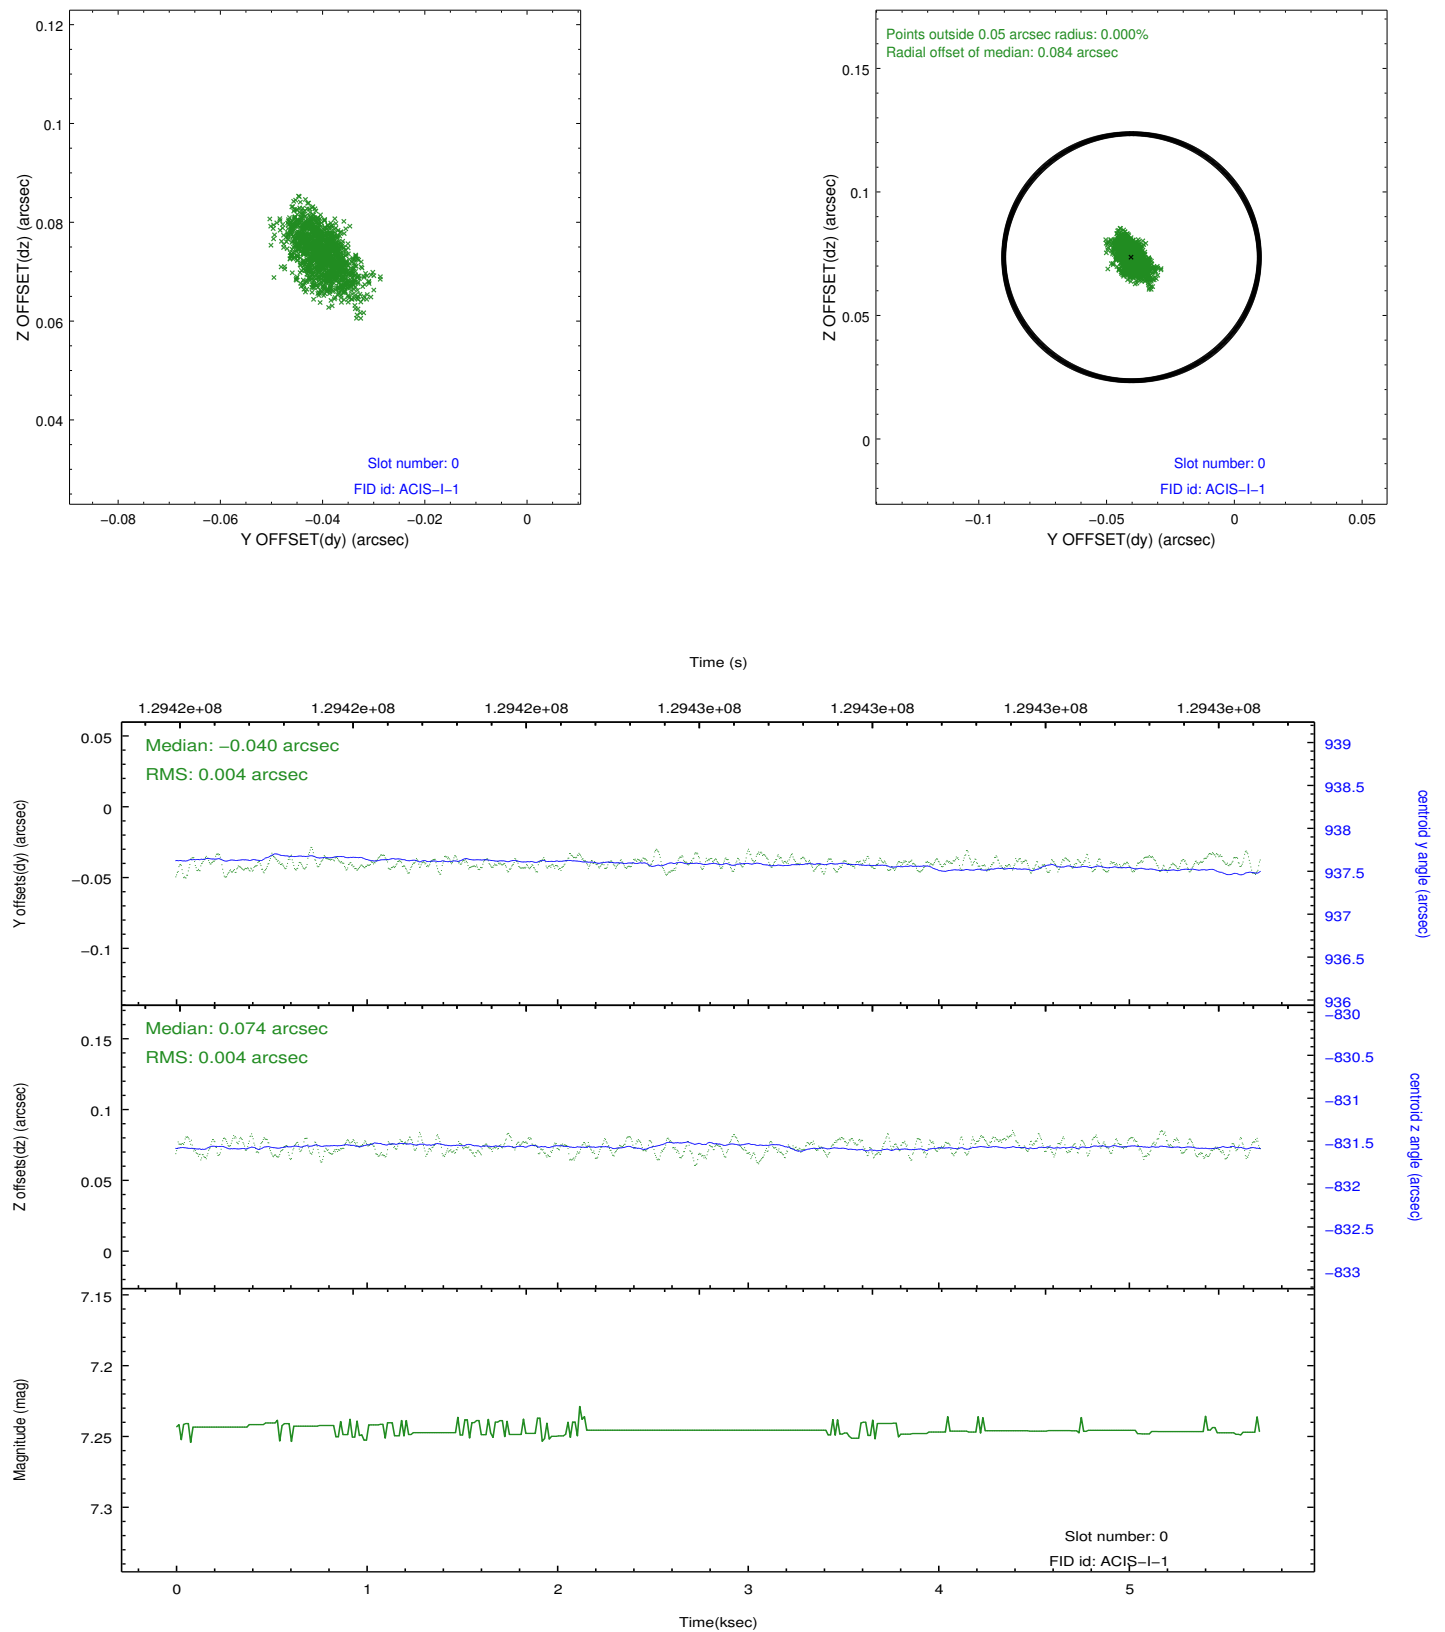 0.12
0.1
0.08
0.06
0.04
Z OFFSET(dz) (arcsec)
Slot number: 0
FID id: ACIS−I−1
−0.08 −0.06 −0.04 −0.02 0
Y OFFSET(dy) (arcsec)
Points outside 0.05 arcsec radius: 0.000%
Radial offset of median: 0.084 arcsec
0.15
0.1
0.05
0
Z OFFSET(dz) (arcsec)
Slot number: 0
FID id: ACIS−I−1
−0.1 −0.05 0 0.05
Y OFFSET(dy) (arcsec)
Time (s)
1.2942e+08 1.2942e+08 1.2942e+08 1.2943e+08 1.2943e+08 1.2943e+08 1.2943e+08
Median: −0.040 arcsec
RMS: 0.004 arcsec
0.05
0
−0.05
−0.1
Y offsets(dy) (arcsec)
939
938.5
938
937.5
937
936.5
936
centroid y angle (arcsec)
Median: 0.074 arcsec
RMS: 0.004 arcsec
0.15
0.1
0.05
0
Z offsets(dz) (arcsec)
−830
−830.5
−831
−831.5
−832
−832.5
−833
centroid z angle (arcsec)
7.15
7.2
7.25
7.3
Magnitude (mag)
Slot number: 0
FID id: ACIS−I−1
0 1 2 3 4 5
Time(ksec)